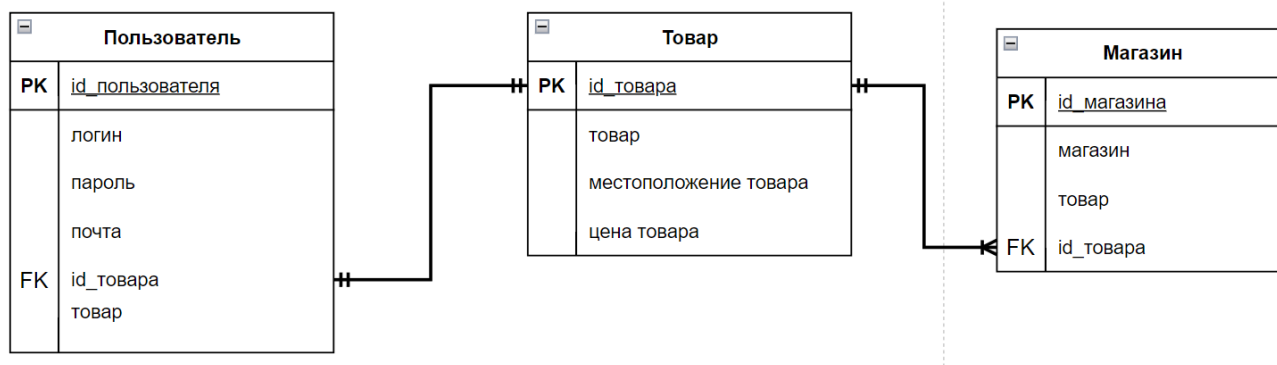 Пользователь
PK id_пользователя
логин
пароль
почта
FK id_товара
товар
Товар
PK id_товара
товар
местоположение товара
цена товара
Магазин
PK id_магазина
магазин
товар
FK id_товара